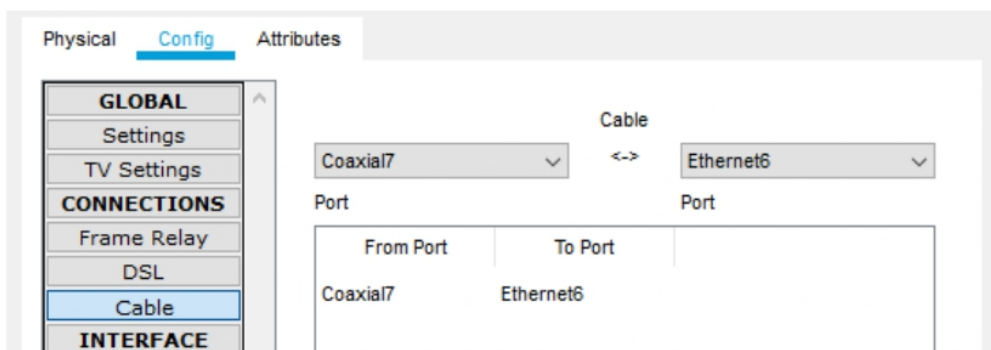 Physical Config Attributes
GLOBAL
Settings
TV Settings
CONNECTIONS
Frame Relay
DSL
Cable
INTERFACE
Cable
Coaxial7 <-> Ethernet6
Port Port
From Port To Port
Coaxial7 Ethernet6